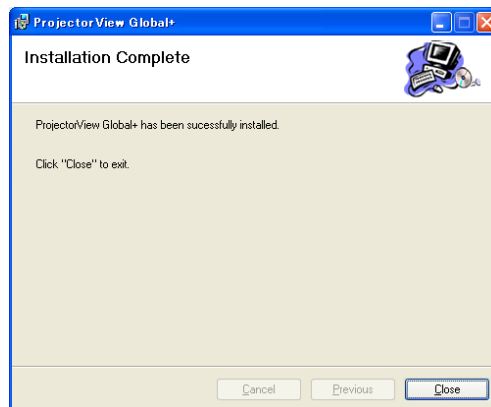 ProjectorView Global+
Installation Complete
ProjectorView Global+ has been sucessfully installed.
Click "Close" to exit.
Cancel
Previous
Close